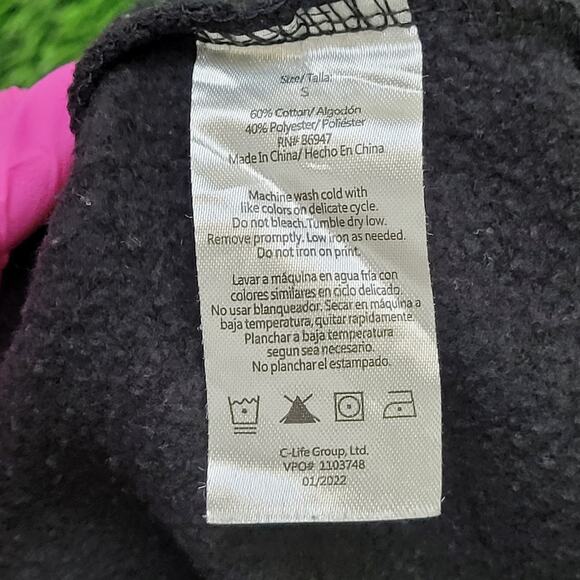 Size/Talla:
S
60% Cotton/Algodón
40% Polyester/Poliéster
RN# 86947
Made In China/Hecho En China
Machine wash cold with
like colors on delicate cycle.
Do not bleach.Tumble dry low.
Remove promptly. Low iron as needed.
Do not iron on print.
Lavar a máquina en agua fría con
colores similares en ciclo delicado.
No usar blanqueador. Secar en máquina a
baja temperatura, quitar rapidamente.
Planchar a baja temperatura
segun sea necesario.
No planchar el estampado.
C-Life Group, Ltd.
VPO# 1103748
01/2022